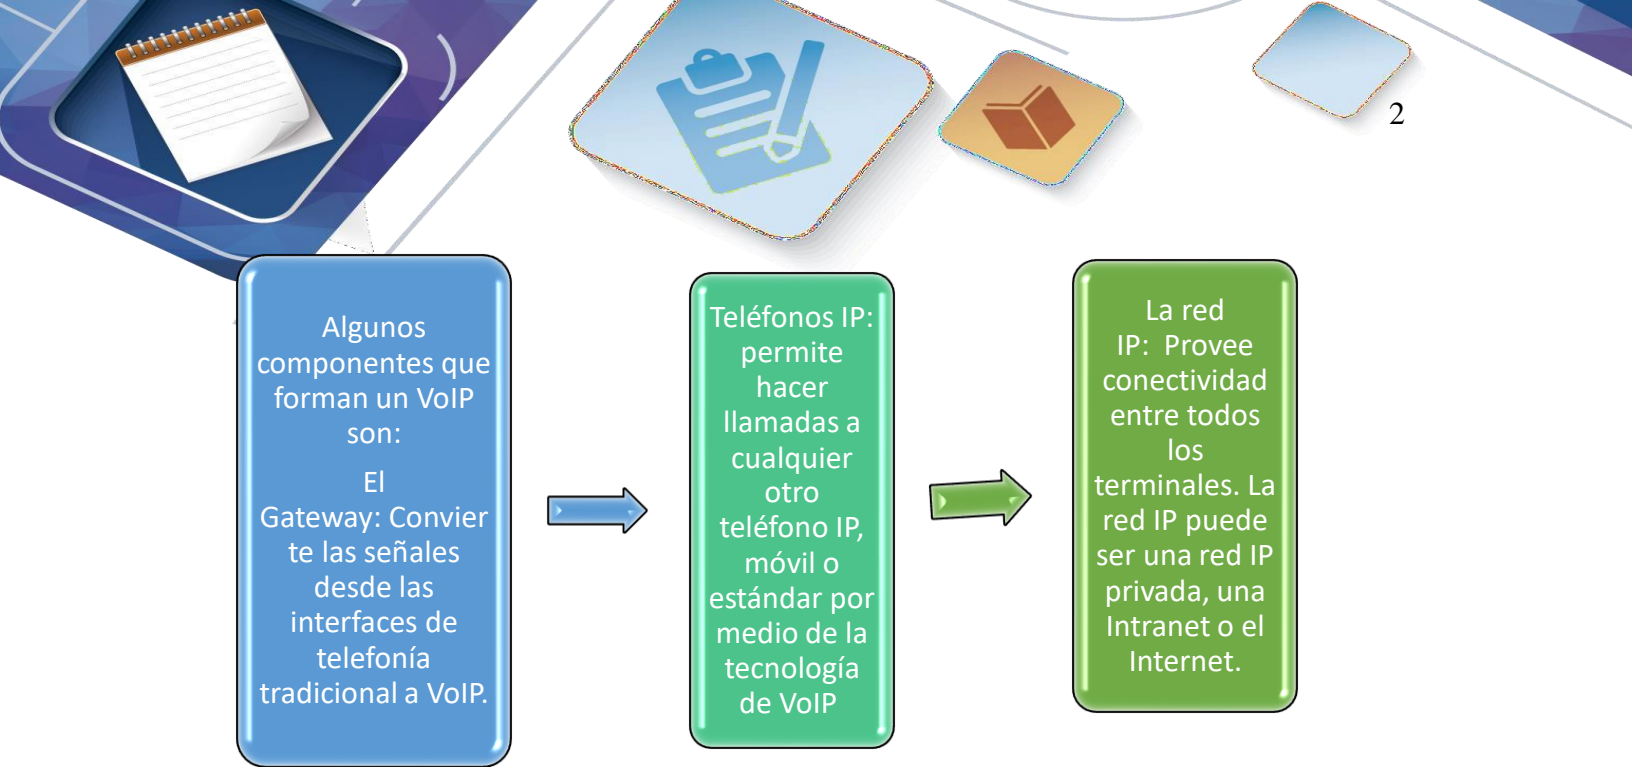 2
Algunos
componentes que
forman un VoIP
son:
El
Gateway: Convier
te las señales
desde las
interfaces de
telefonía
tradicional a VoIP.
Teléfonos IP:
permite
hacer
llamadas a
cualquier
otro
teléfono IP,
móvil o
estándar por
medio de la
tecnología
de VoIP
La red
IP: Provee
conectividad
entre todos
los
terminales. La
red IP puede
ser una red IP
privada, una
Intranet o el
Internet.